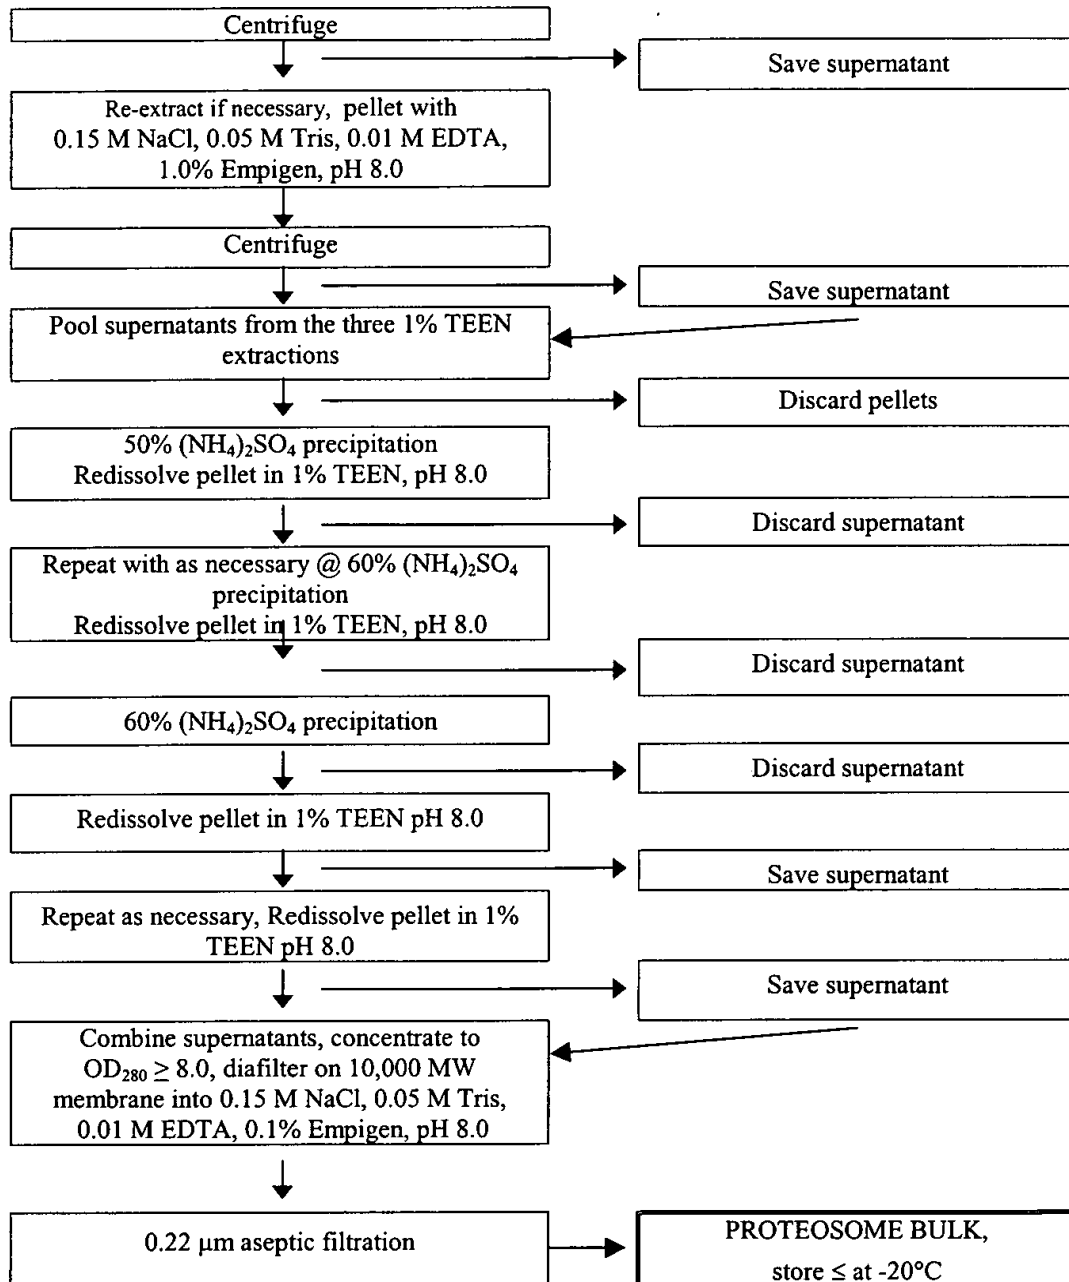 Centrifuge
Save supernatant
Re-extract if necessary, pellet with
0.15 M NaCl, 0.05 M Tris, 0.01 M EDTA,
1.0% Empigen, pH 8.0
Centrifuge
Save supernatant
Pool supernatants from the three 1% TEEN
extractions
Discard pellets
50% (NH₄)₂SO₄ precipitation
Redissolve pellet in 1% TEEN, pH 8.0
Discard supernatant
Repeat with as necessary @ 60% (NH₄)₂SO₄
precipitation
Redissolve pellet in 1% TEEN, pH 8.0
Discard supernatant
60% (NH₄)₂SO₄ precipitation
Discard supernatant
Redissolve pellet in 1% TEEN pH 8.0
Save supernatant
Repeat as necessary, Redissolve pellet in 1%
TEEN pH 8.0
Save supernatant
Combine supernatants, concentrate to
OD₂₈₀ ≥ 8.0, diafilter on 10,000 MW
membrane into 0.15 M NaCl, 0.05 M Tris,
0.01 M EDTA, 0.1% Empigen, pH 8.0
0.22 μm aseptic filtration
PROTEOSOME BULK,
store ≤ at -20°C